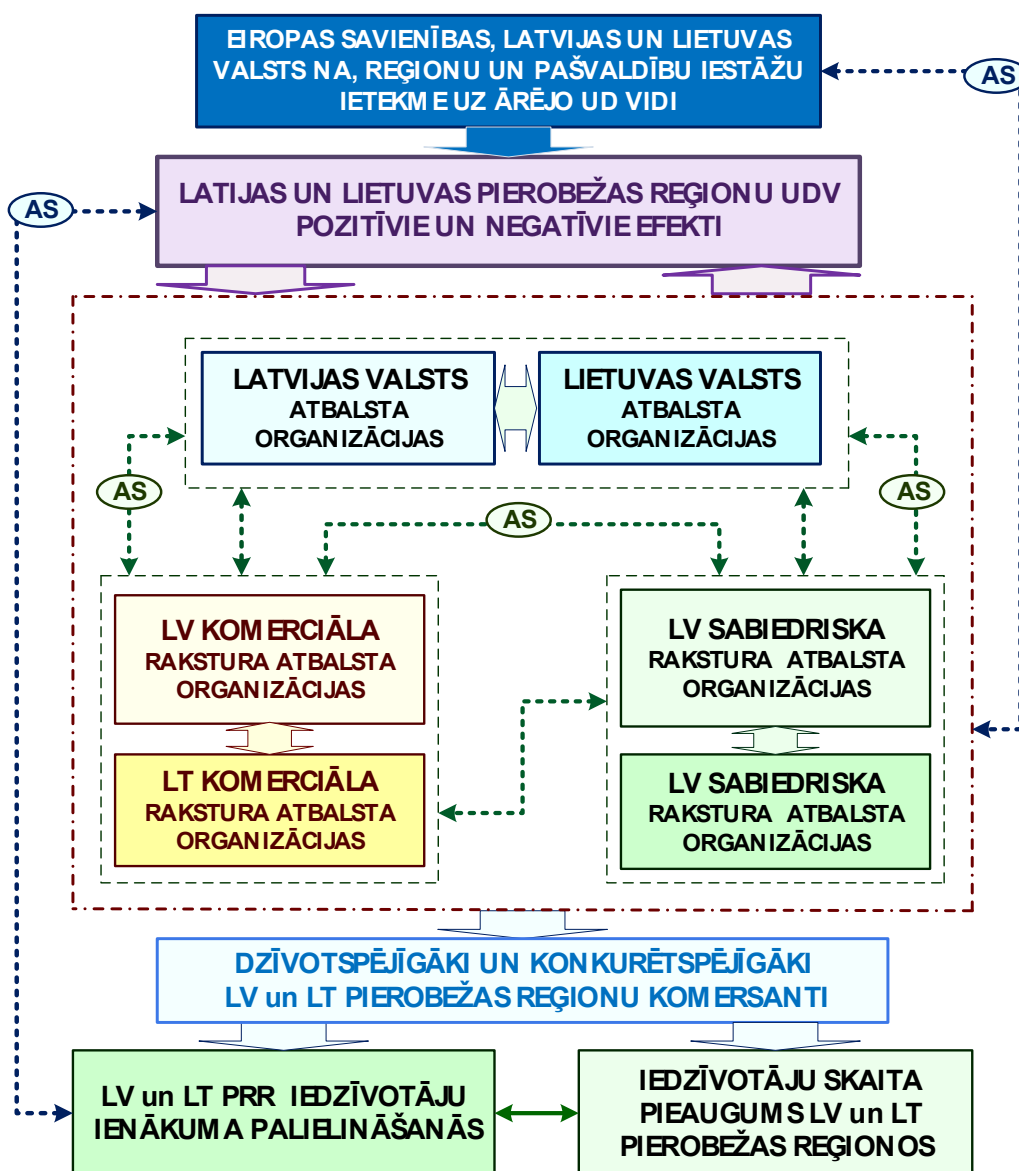 EIROPAS SAVIENĪBAS, LATVIJAS UN LIETUVAS
VALSTS NA, REĢIONU UN PAŠVALDĪBU IESTĀŽU
IETEKME UZ ĀRĒJO UD VIDI
AS
AS
LATIJAS UN LIETUVAS PIEROBEŽAS REĢIONU UDV
POZITĪVIE UN NEGATĪVIE EFEKTI
LATVIJAS VALSTS
ATBALSTA
ORGANIZĀCIJAS
LIETUVAS VALSTS
ATBALSTA
ORGANIZĀCIJAS
AS
AS
AS
LV KOMERCIĀLA
RAKSTURA ATBALSTA
ORGANIZĀCIJAS
LV SABIEDRISKA
RAKSTURA ATBALSTA
ORGANIZĀCIJAS
LT KOMERCIĀLA
RAKSTURA ATBALSTA
ORGANIZĀCIJAS
LV SABIEDRISKA
RAKSTURA ATBALSTA
ORGANIZĀCIJAS
DZĪVOTSPĒJĪGĀKI UN KONKURĒTSPĒJĪGĀKI
LV un LT PIEROBEŽAS REĢIONU KOMERSANTI
LV un LT PRR IEDZĪVOTĀJU
IENĀKUMA PALIELINĀŠANĀS
IEDZĪVOTĀJU SKAITA
PIEAUGUMS LV un LT
PIEROBEŽAS REĢIONOS